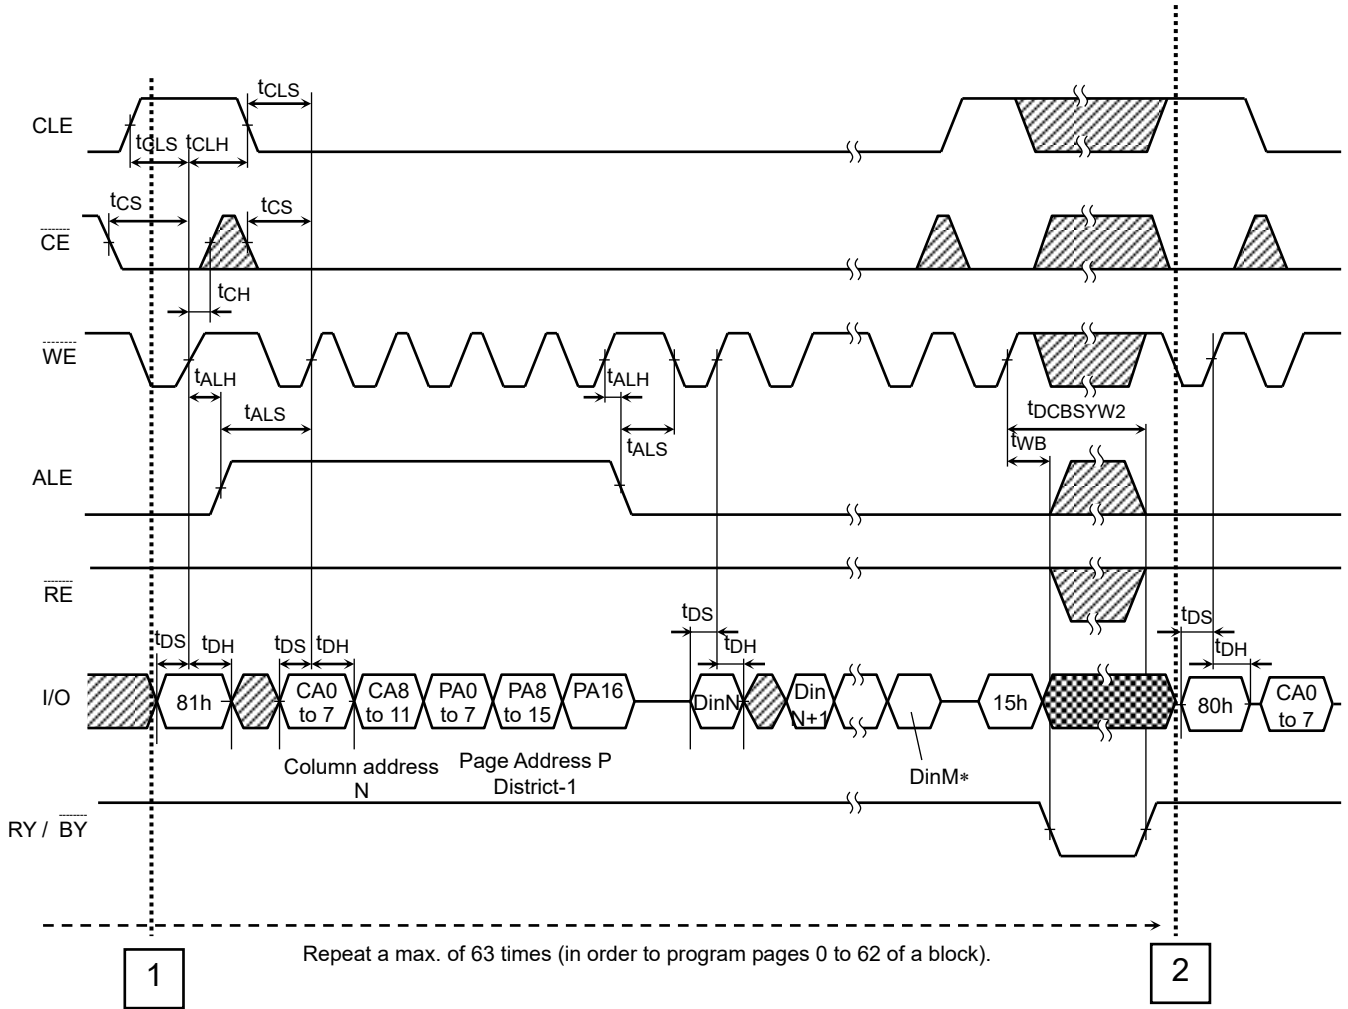 tCLS
CLE
tCLS tCLH
tCS tCS
CE
tCH
WE
tALH tALH
tALS tDCBSYW2
tALS tWB
ALE
RE
tDS tDH tDS tDH tDS tDH tDS tDH
I/O 81h CA0 to 7 CA8 to 11 PA0 to 7 PA8 to 15 PA16 DinN Din N+1 15h 80h CA0 to 7
Column address N
Page Address P District-1
DinM*
RY / BY
Repeat a max. of 63 times (in order to program pages 0 to 62 of a block).
1 2